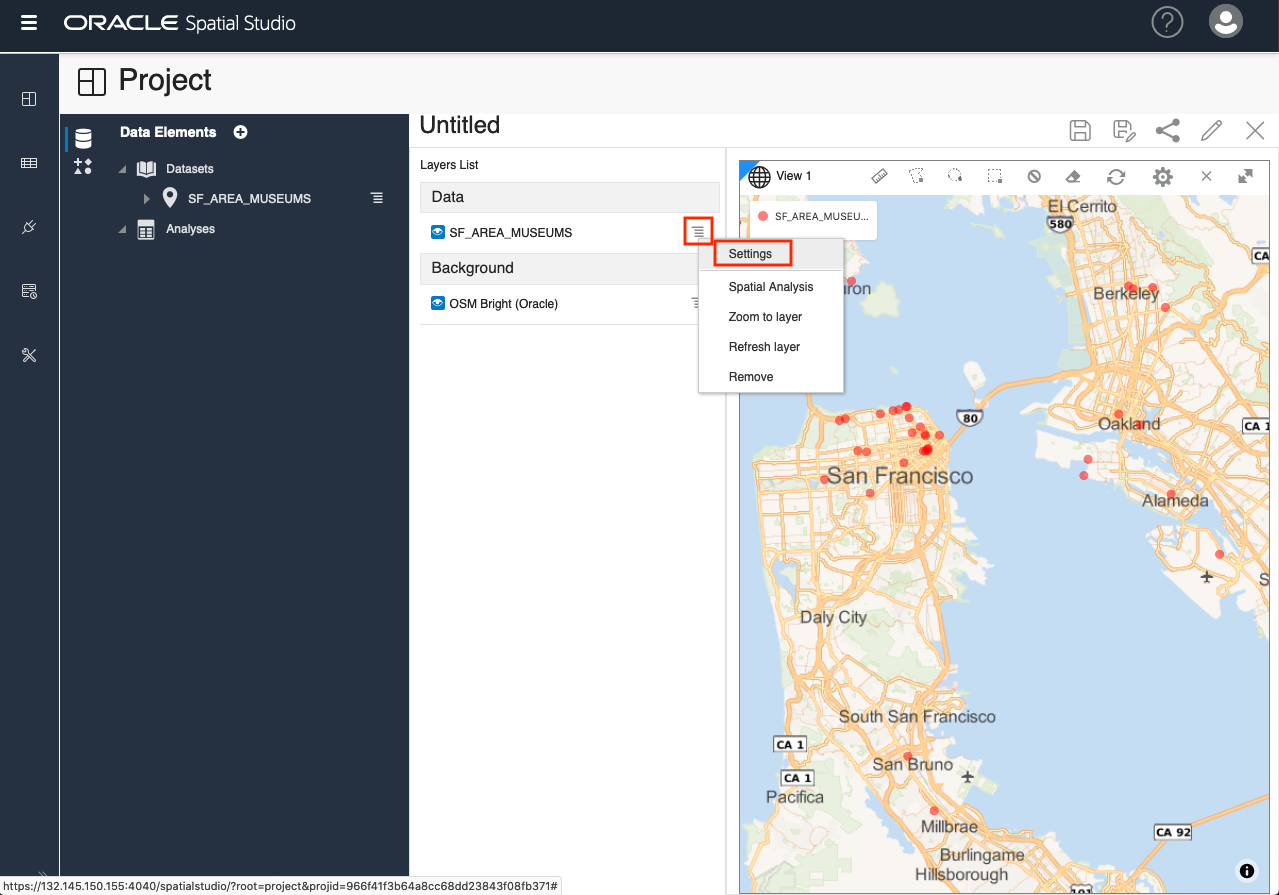 ORACLE Spatial Studio
Project
Data Elements
Datasets
SF_AREA_MUSEUMS
Analyses
Untitled
Layers List
Data
SF_AREA_MUSEUMS
Background
OSM Bright (Oracle)
Settings
Spatial Analysis
Zoom to layer
Refresh layer
Remove
View 1
SF_AREA_MUSEU...
El Cerrito
580
CA
Berkeley
uron
80
Oakland
CA 1
San Francisco
Alameda
S
Daly City
South San Francisco
CA 1
San Bruno
CA 1
Pacifica
Millbrae
CA 92
Burlingame
Hillsborough
101
https://132.145.150.155:4040/spatialstudio/?root=project&projid=966f41f3b64a8cc68dd23843f08fb371#